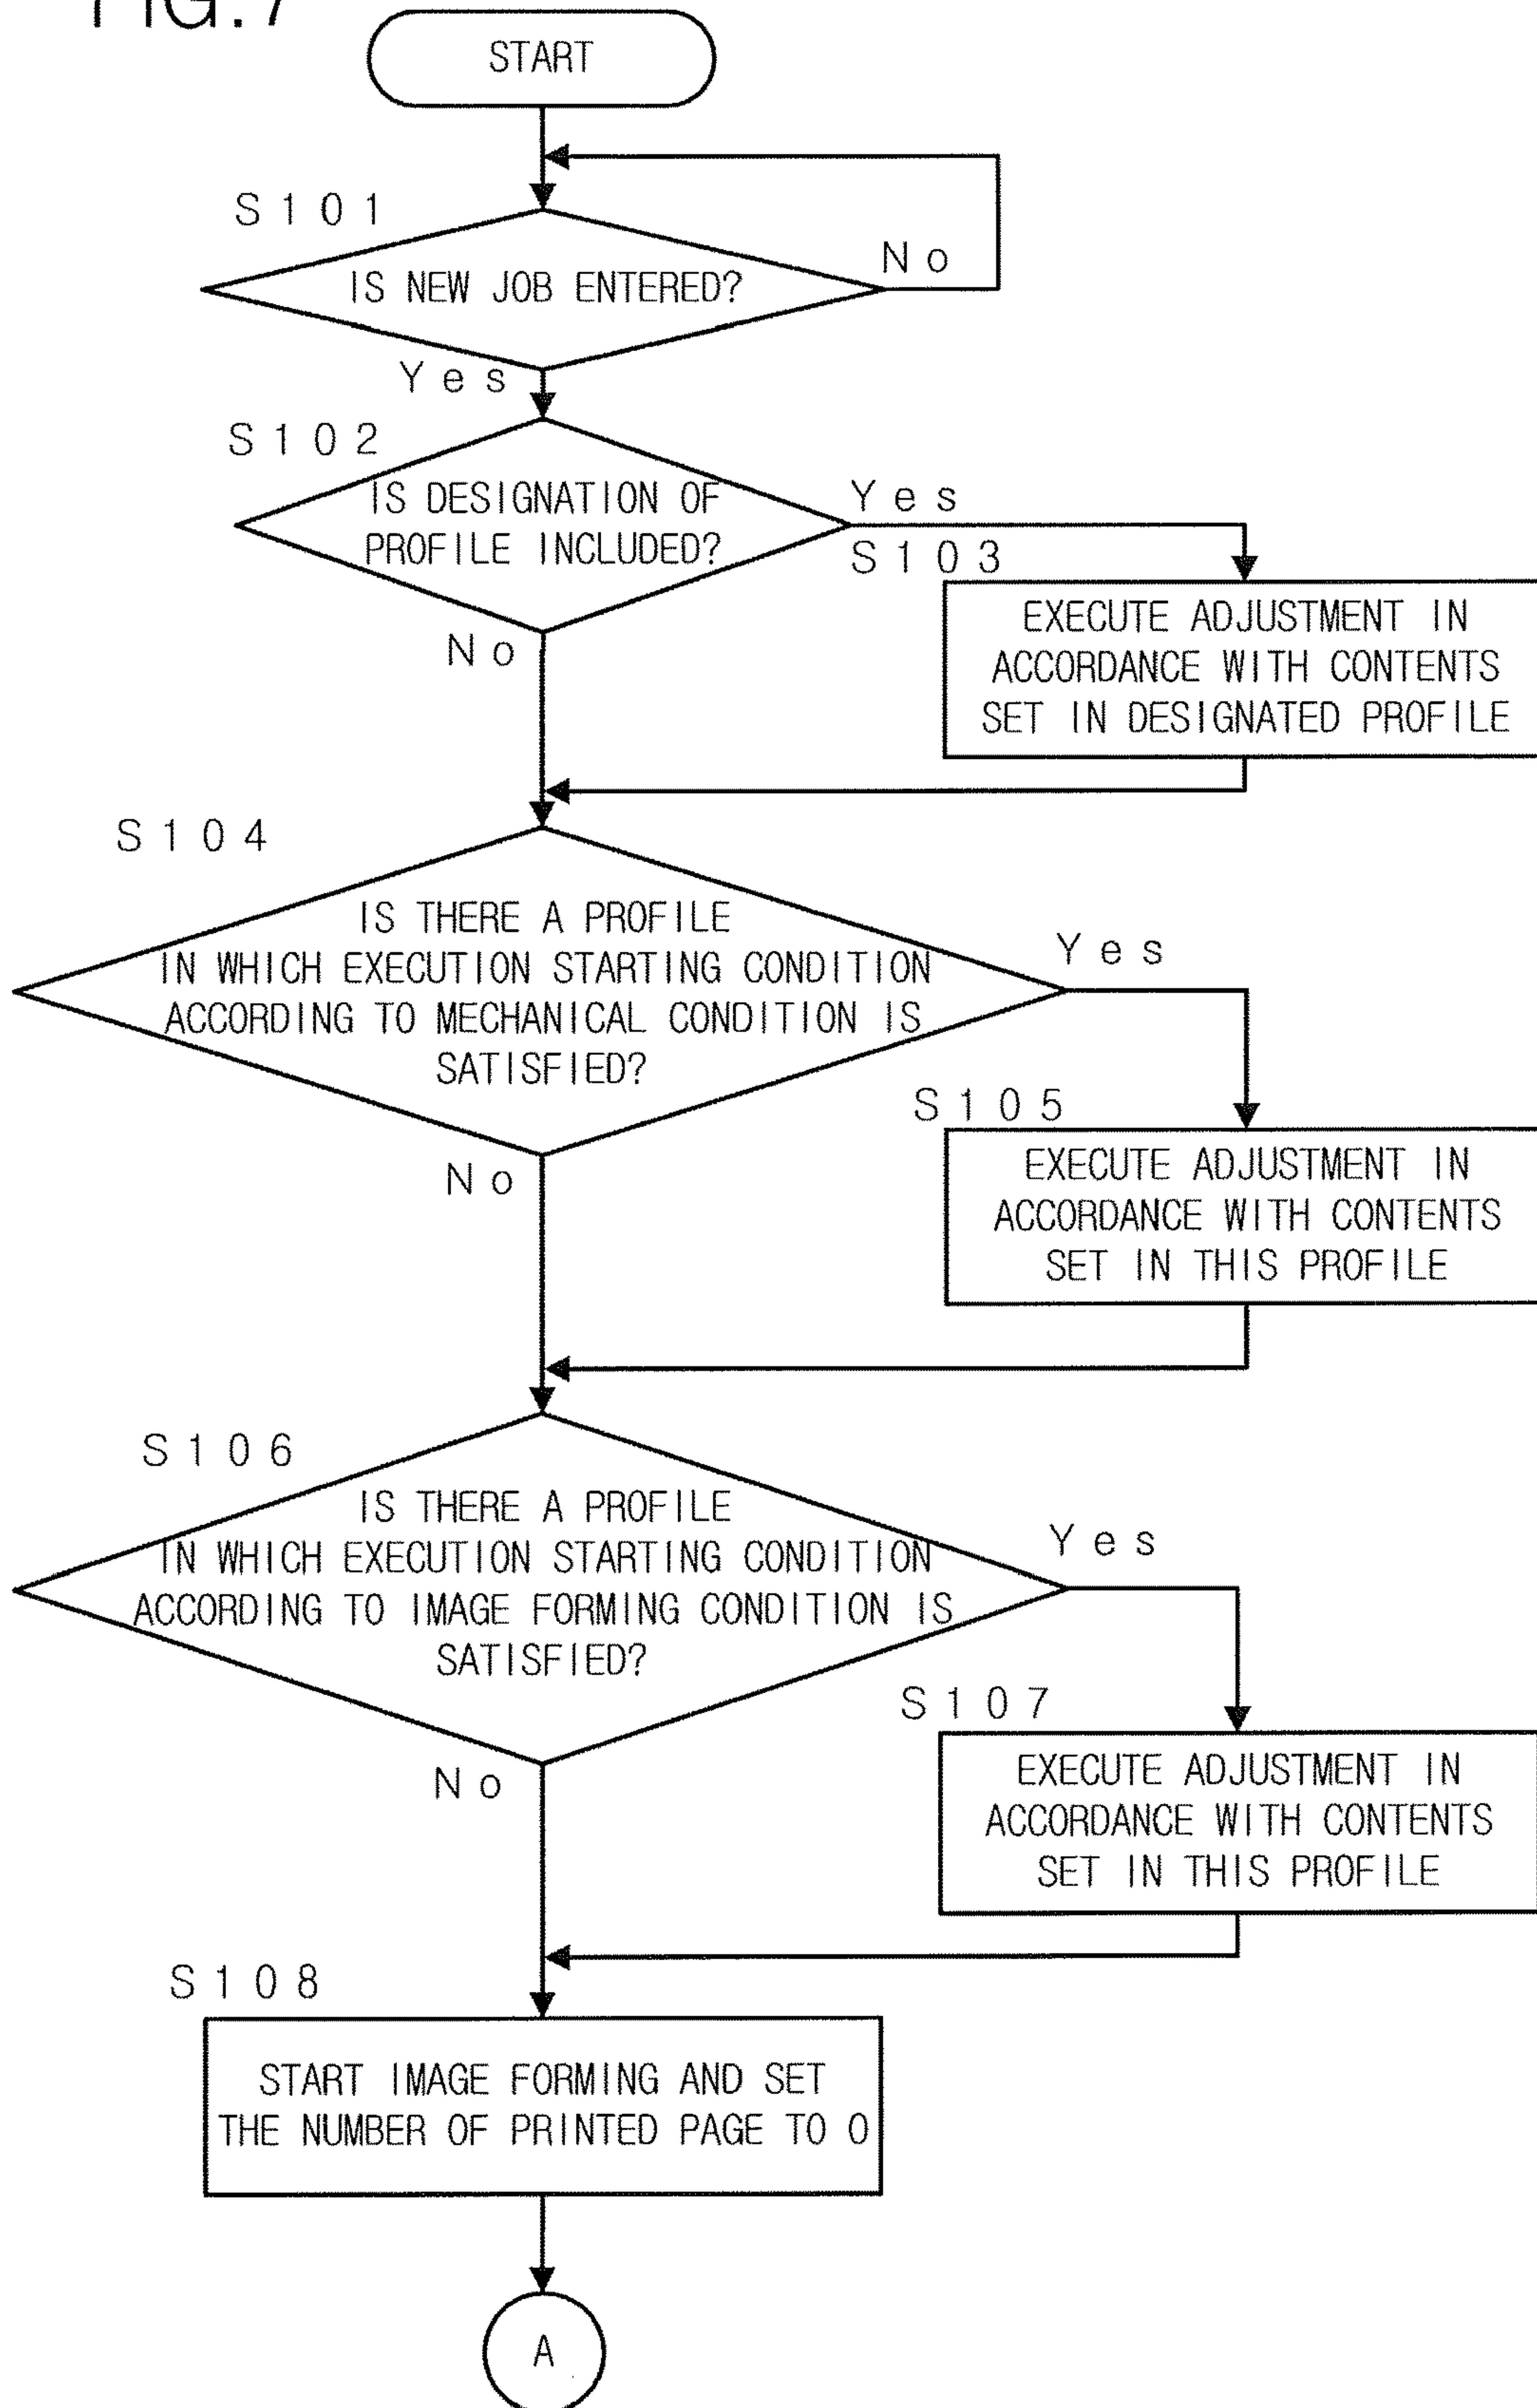 FIG.7
START
S101
IS NEW JOB ENTERED?
No
Yes
S102
IS DESIGNATION OF
PROFILE INCLUDED?
Yes
S103
No
EXECUTE ADJUSTMENT IN
ACCORDANCE WITH CONTENTS
SET IN DESIGNATED PROFILE
S104
IS THERE A PROFILE
IN WHICH EXECUTION STARTING CONDITION
ACCORDING TO MECHANICAL CONDITION IS
SATISFIED?
Yes
No
S105
EXECUTE ADJUSTMENT IN
ACCORDANCE WITH CONTENTS
SET IN THIS PROFILE
S106
IS THERE A PROFILE
IN WHICH EXECUTION STARTING CONDITION
ACCORDING TO IMAGE FORMING CONDITION IS
SATISFIED?
Yes
No
S107
EXECUTE ADJUSTMENT IN
ACCORDANCE WITH CONTENTS
SET IN THIS PROFILE
S108
START IMAGE FORMING AND SET
THE NUMBER OF PRINTED PAGE TO 0
A